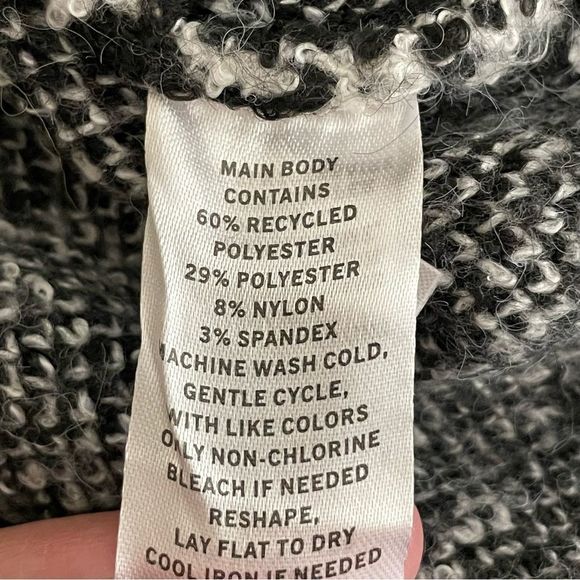 MAIN BODY
CONTAINS
60% RECYCLED
POLYESTER
29% POLYESTER
8% NYLON
3% SPANDEX
MACHINE WASH COLD,
GENTLE CYCLE,
WITH LIKE COLORS
ONLY NON-CHLORINE
BLEACH IF NEEDED
RESHAPE,
LAY FLAT TO DRY
COOL IRON IF NEEDED